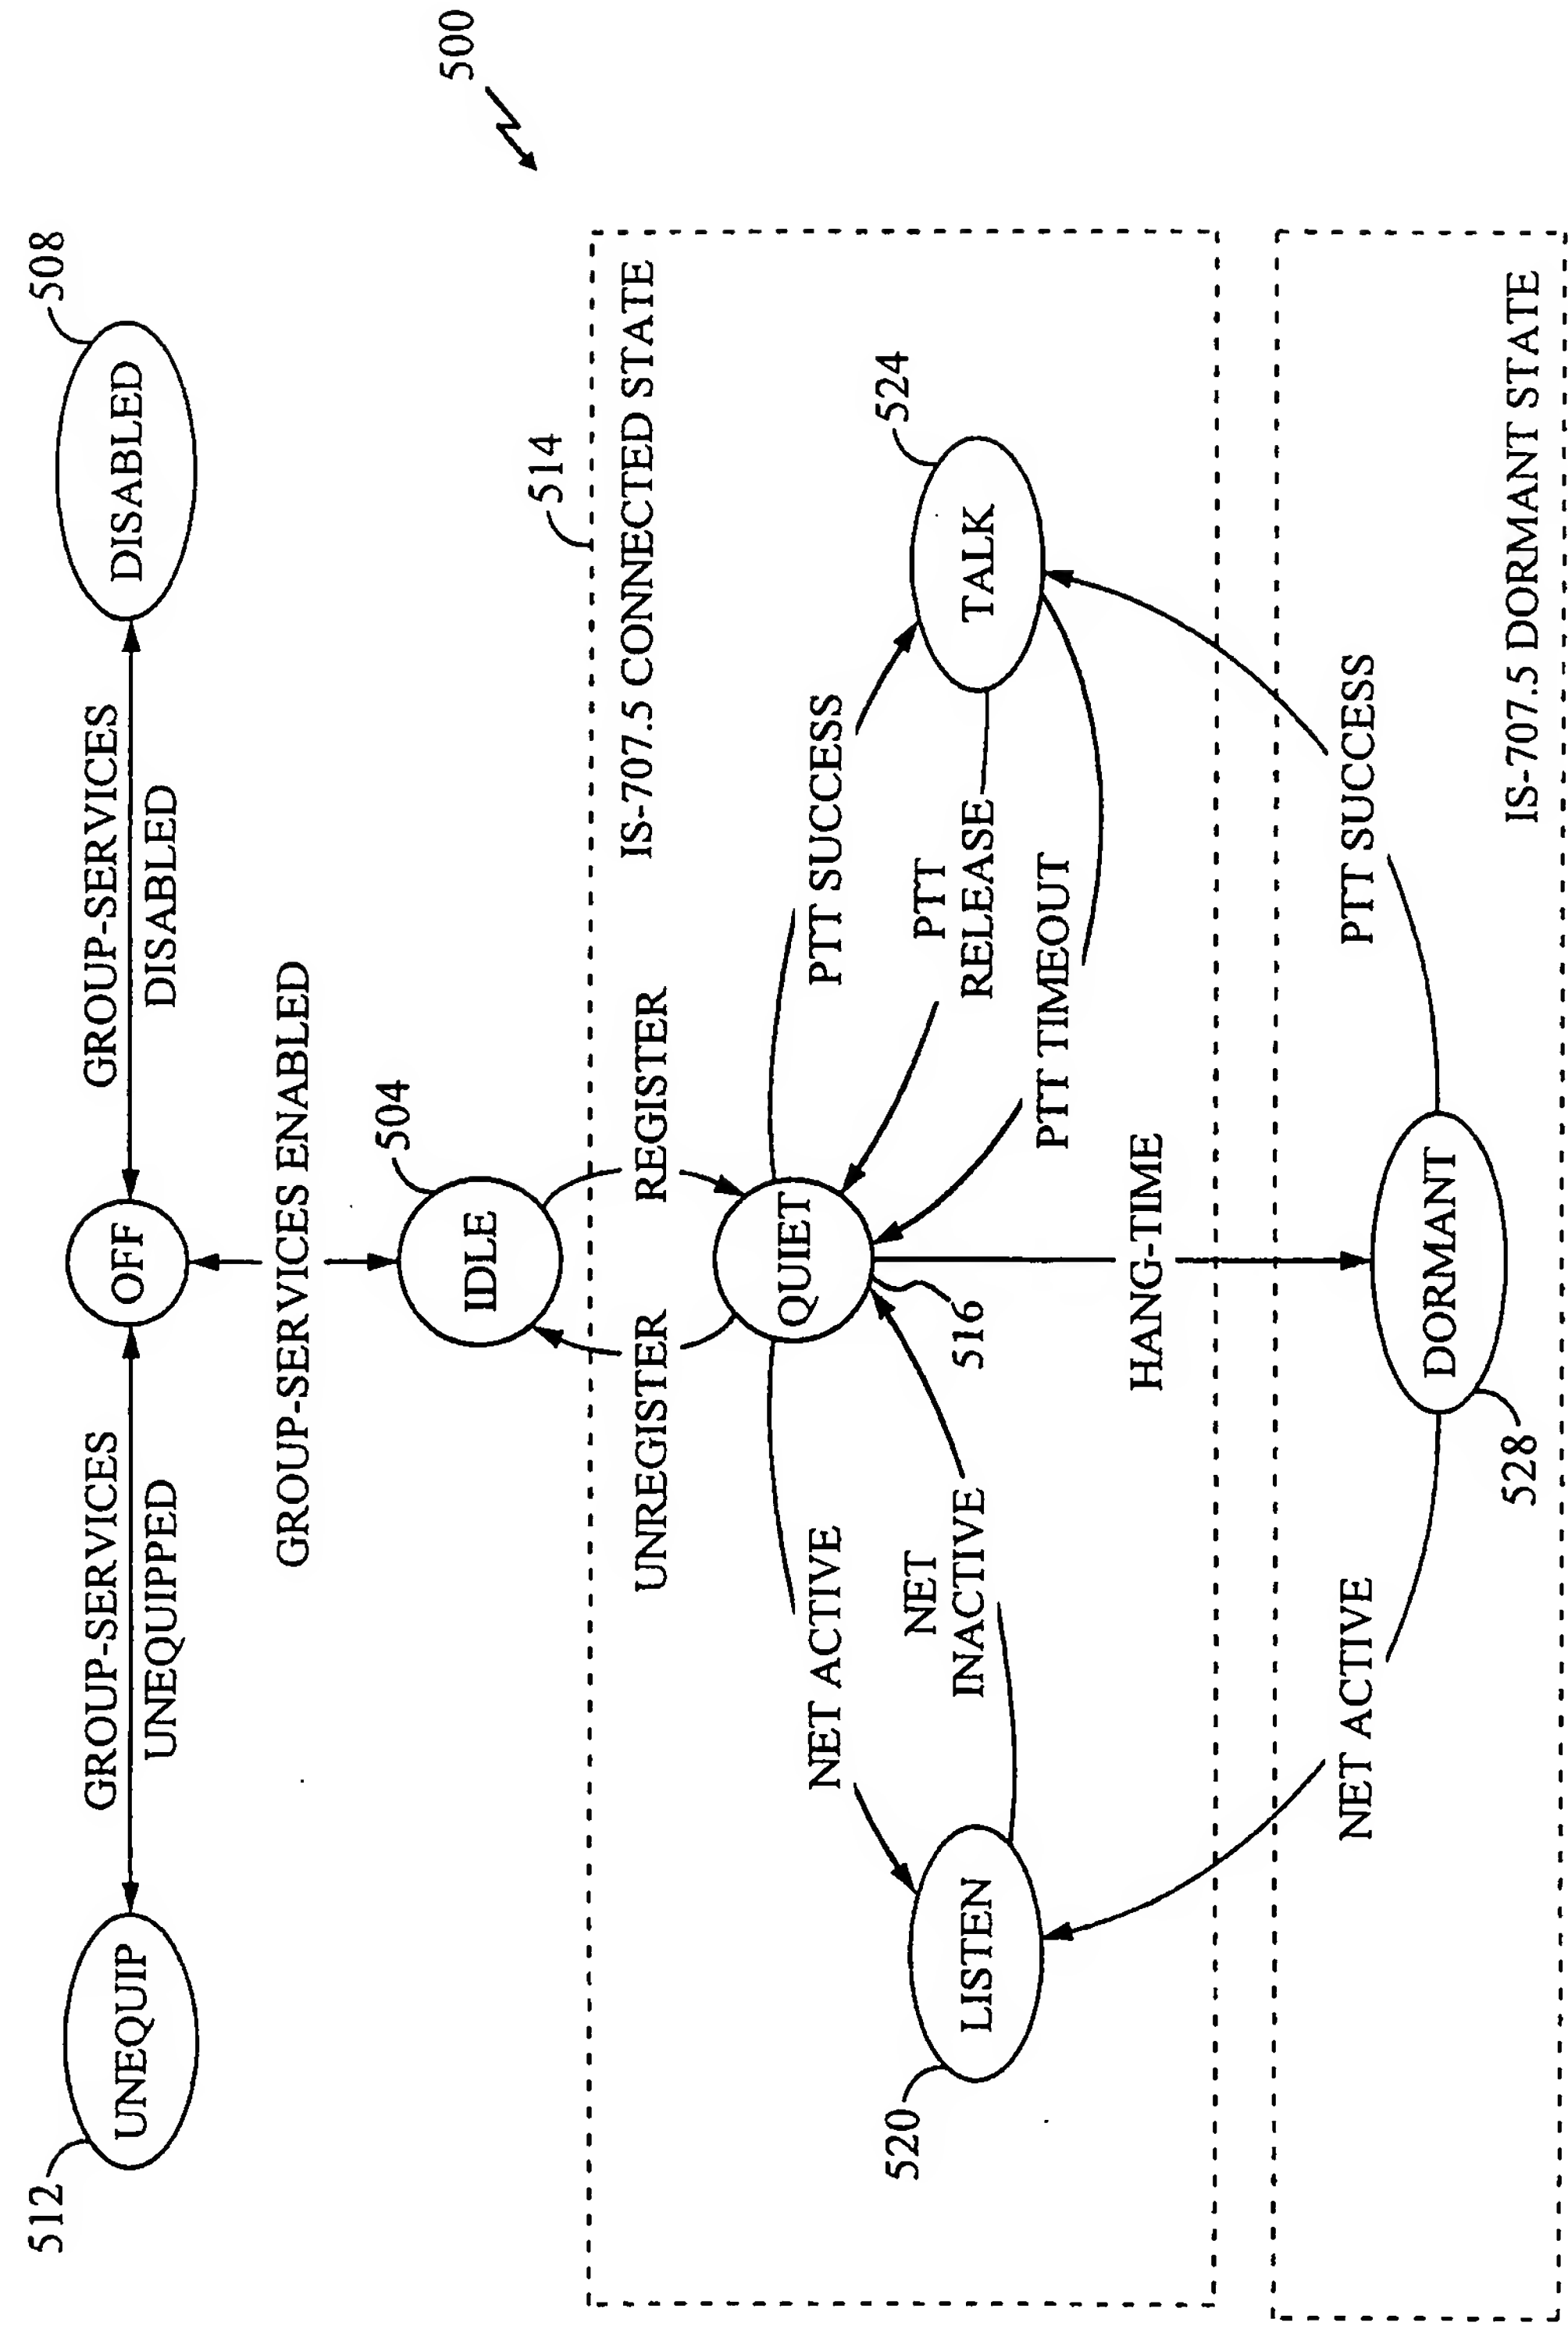 512
UNEQUIP
GROUP-SERVICES
UNEQUIPPED
OFF
GROUP-SERVICES
DISABLED
DISABLED
508
GROUP-SERVICES ENABLED
504
IDLE
500
514
UNREGISTER
REGISTER
IS-707.5 CONNECTED STATE
QUIET
516
NET ACTIVE
NET
INACTIVE
PTT SUCCESS
PTT
RELEASE
PTT TIMEOUT
520
LISTEN
524
TALK
HANG-TIME
NET ACTIVE
PTT SUCCESS
DORMANT
528
IS-707.5 DORMANT STATE